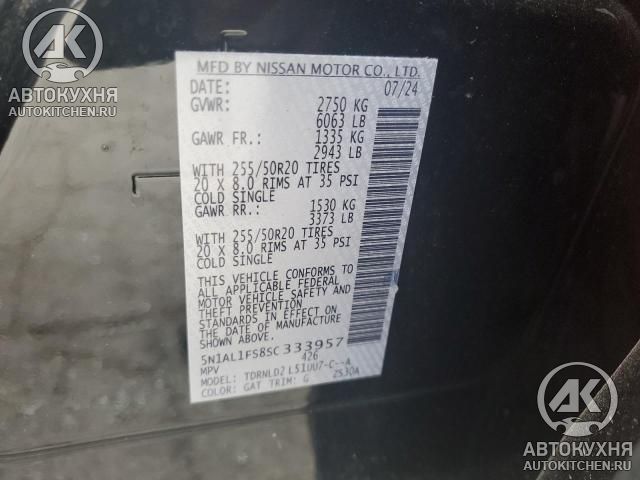 АВТОКУХНЯ
AUTOKITCHEN.RU
АВТОКУХНЯ
AUTOKITCHEN.RU
MFD BY NISSAN MOTOR CO., LTD.
DATE: 07/24
GVWR: 2750 KG
6063 LB
GAWR FR.: 1335 KG
2943 LB
WITH 255/50R20 TIRES
20 X 8.0 RIMS AT 35 PSI
COLD SINGLE
GAWR RR.: 1530 KG
3373 LB
WITH 255/50R20 TIRES
20 X 8.0 RIMS AT 35 PSI
COLD SINGLE
THIS VEHICLE CONFORMS TO
ALL APPLICABLE FEDERAL
MOTOR VEHICLE SAFETY AND
THEFT PREVENTION
STANDARDS IN EFFECT ON
THE DATE OF MANUFACTURE
SHOWN ABOVE
5N1AL1FS8SC333957
MPV 426
MODEL: TDRNLD2 L51UU7-C--A
COLOR: GAT TRIM: G 2530A
АВТОКУХНЯ
AUTOKITCHEN.RU